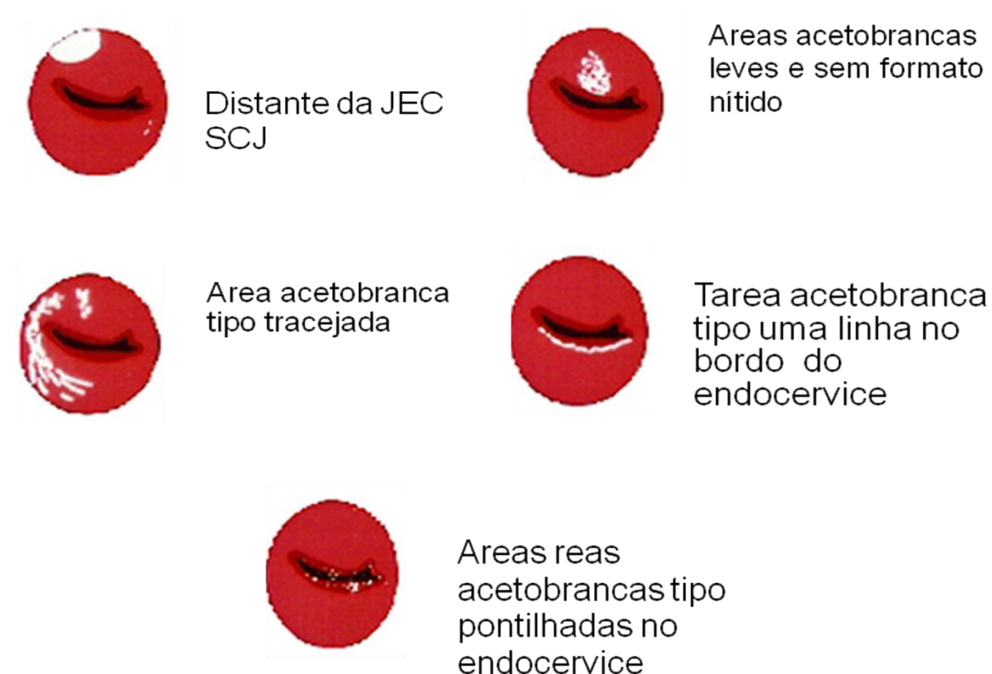 Distante da JEC
SCJ
Areas acetobrancas
leves e sem formato
nítido
Area acetobranca
tipo tracejada
Tarea acetobranca
tipo uma linha no
bordo do
endocervice
Areas reas
acetobrancas tipo
pontilhadas no
endocervice